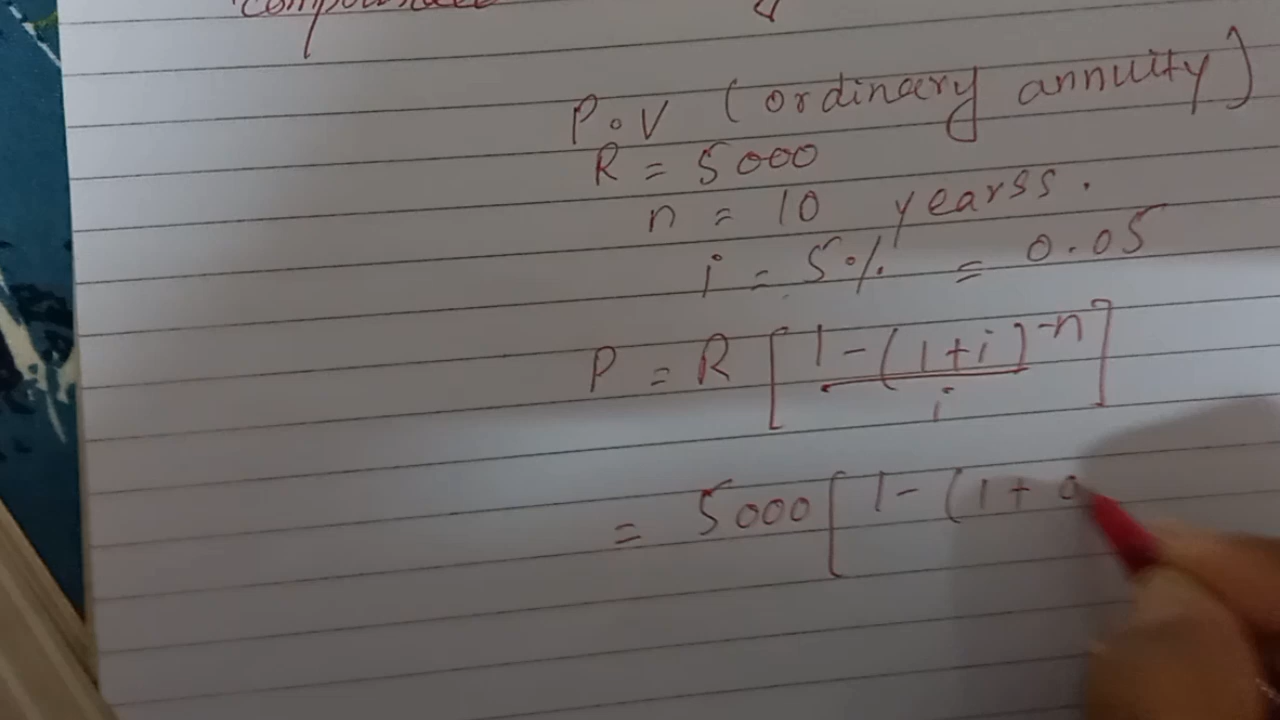 P.V (ordinary annuity)
R = 5000
n = 10 yearss.
i = 5% = 0.05
P = R [ 1-(1+i)^-n / i ]
= 5000 [ 1 - (1 + 0